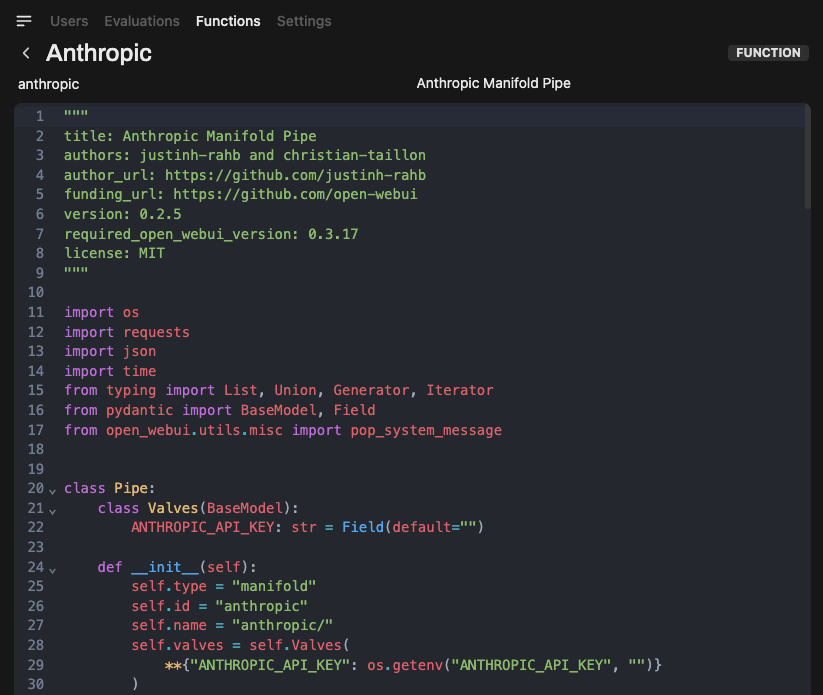 Users Evaluations Functions Settings
Anthropic FUNCTION
anthropic Anthropic Manifold Pipe
1 """
2 title: Anthropic Manifold Pipe
3 authors: justinh-rahb and christian-taillon
4 author_url: https://github.com/justinh-rahb
5 funding_url: https://github.com/open-webui
6 version: 0.2.5
7 required_open_webui_version: 0.3.17
8 license: MIT
9 """
10
11 import os
12 import requests
13 import json
14 import time
15 from typing import List, Union, Generator, Iterator
16 from pydantic import BaseModel, Field
17 from open_webui.utils.misc import pop_system_message
18
19
20 class Pipe:
21     class Valves(BaseModel):
22         ANTHROPIC_API_KEY: str = Field(default="")
23
24     def __init__(self):
25         self.type = "manifold"
26         self.id = "anthropic"
27         self.name = "anthropic/"
28         self.valves = self.Valves(
29             **{"ANTHROPIC_API_KEY": os.getenv("ANTHROPIC_API_KEY", "")}
30         )